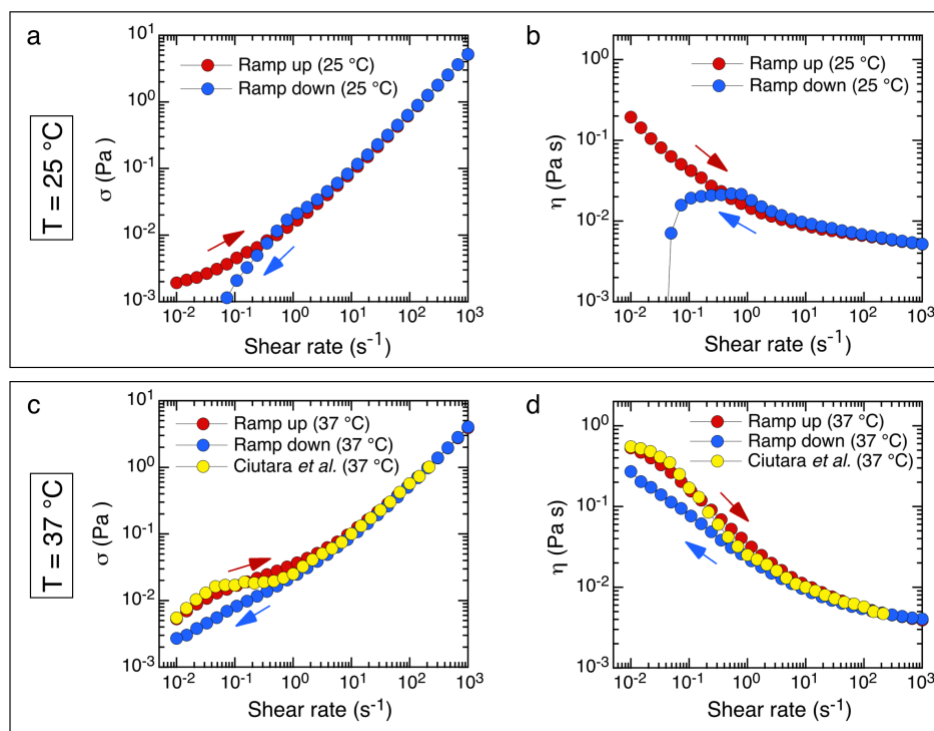 T = 25 °C
a
σ (Pa)
10¹
10⁰
10⁻¹
10⁻²
10⁻³
Ramp up (25 °C)
Ramp down (25 °C)
10⁻² 10⁻¹ 10⁰ 10¹ 10² 10³
Shear rate (s⁻¹)
b
η (Pa s)
10⁰
10⁻¹
10⁻²
10⁻³
Ramp up (25 °C)
Ramp down (25 °C)
10⁻² 10⁻¹ 10⁰ 10¹ 10² 10³
Shear rate (s⁻¹)
T = 37 °C
c
σ (Pa)
10¹
10⁰
10⁻¹
10⁻²
10⁻³
Ramp up (37 °C)
Ramp down (37 °C)
Ciutara et al. (37 °C)
10⁻² 10⁻¹ 10⁰ 10¹ 10² 10³
Shear rate (s⁻¹)
d
η (Pa s)
10⁰
10⁻¹
10⁻²
10⁻³
Ramp up (37 °C)
Ramp down (37 °C)
Ciutara et al. (37 °C)
10⁻² 10⁻¹ 10⁰ 10¹ 10² 10³
Shear rate (s⁻¹)